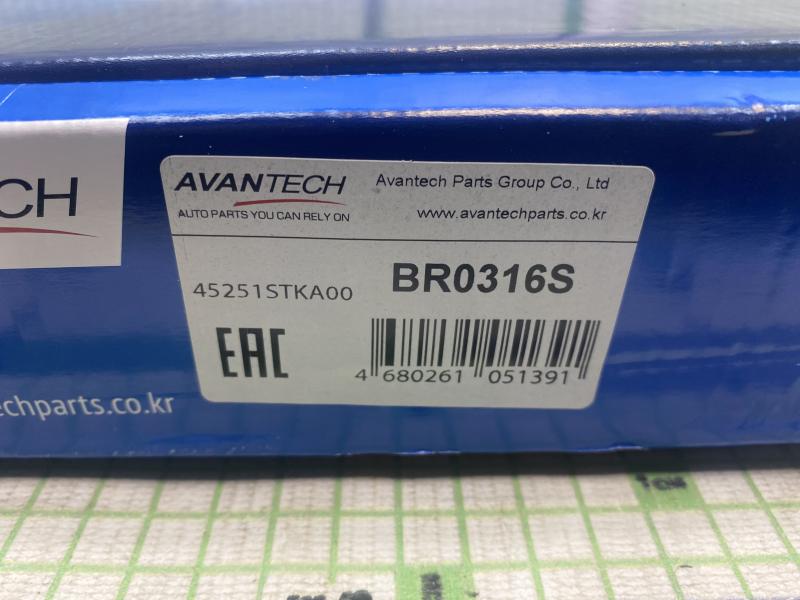 CH
AVANTECH
AUTO PARTS YOU CAN RELY ON
Avantech Parts Group Co., Ltd
www.avantechparts.co.kr
45251STKA00
BR0316S
EAC
4 680261 051391
echparts.co.kr